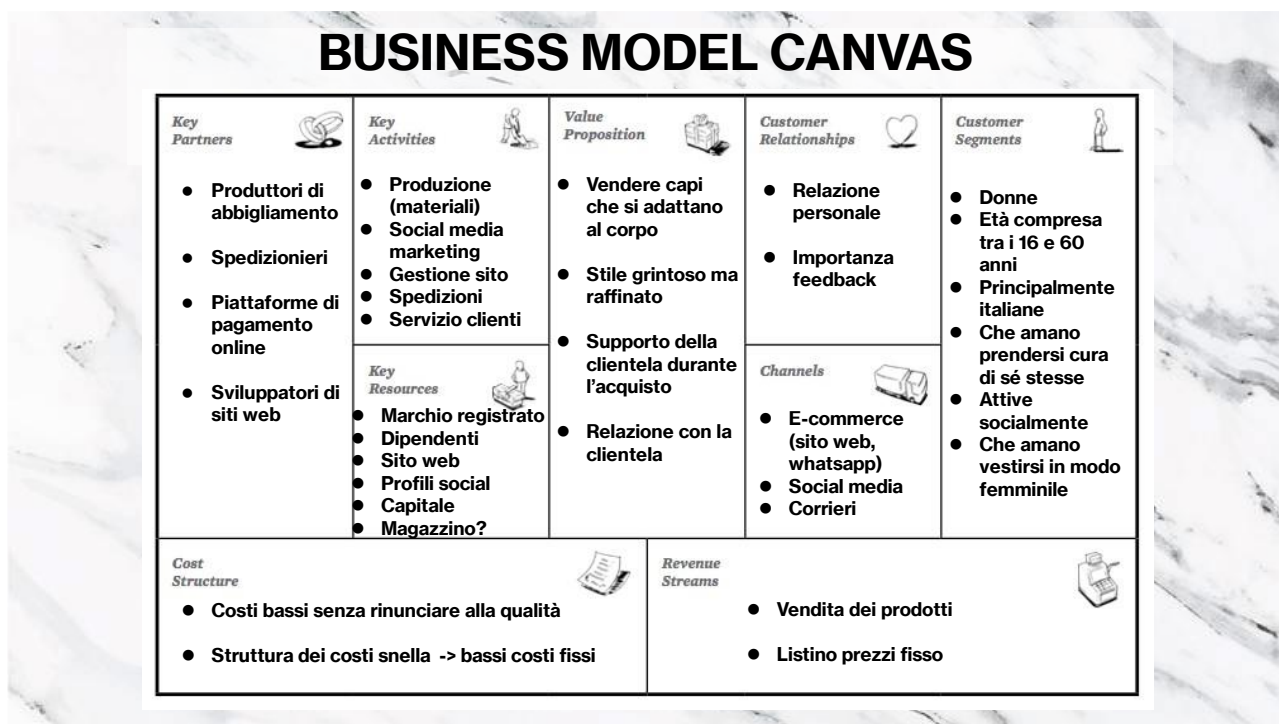 BUSINESS MODEL CANVAS
Key
Partners
● Produttori di
abbigliamento
● Spedizionieri
● Piattaforme di
pagamento
online
● Sviluppatori di
siti web
Key
Activities
● Produzione
(materiali)
● Social media
marketing
● Gestione sito
● Spedizioni
● Servizio clienti
Key
Resources
● Marchio registrato
● Dipendenti
● Sito web
● Profili social
● Capitale
● Magazzino?
Value
Proposition
● Vendere capi
che si adattano
al corpo
● Stile grintoso ma
raffinato
● Supporto della
clientela durante
l'acquisto
● Relazione con la
clientela
Customer
Relationships
● Relazione
personale
● Importanza
feedback
Channels
● E-commerce
(sito web,
whatsapp)
● Social media
● Corrieri
Customer
Segments
● Donne
● Età compresa
tra i 16 e 60
anni
● Principalmente
italiane
● Che amano
prendersi cura
di sé stesse
● Attive
socialmente
● Che amano
vestirsi in modo
femminile
Cost
Structure
● Costi bassi senza rinunciare alla qualità
● Struttura dei costi snella -> bassi costi fissi
Revenue
Streams
● Vendita dei prodotti
● Listino prezzi fisso